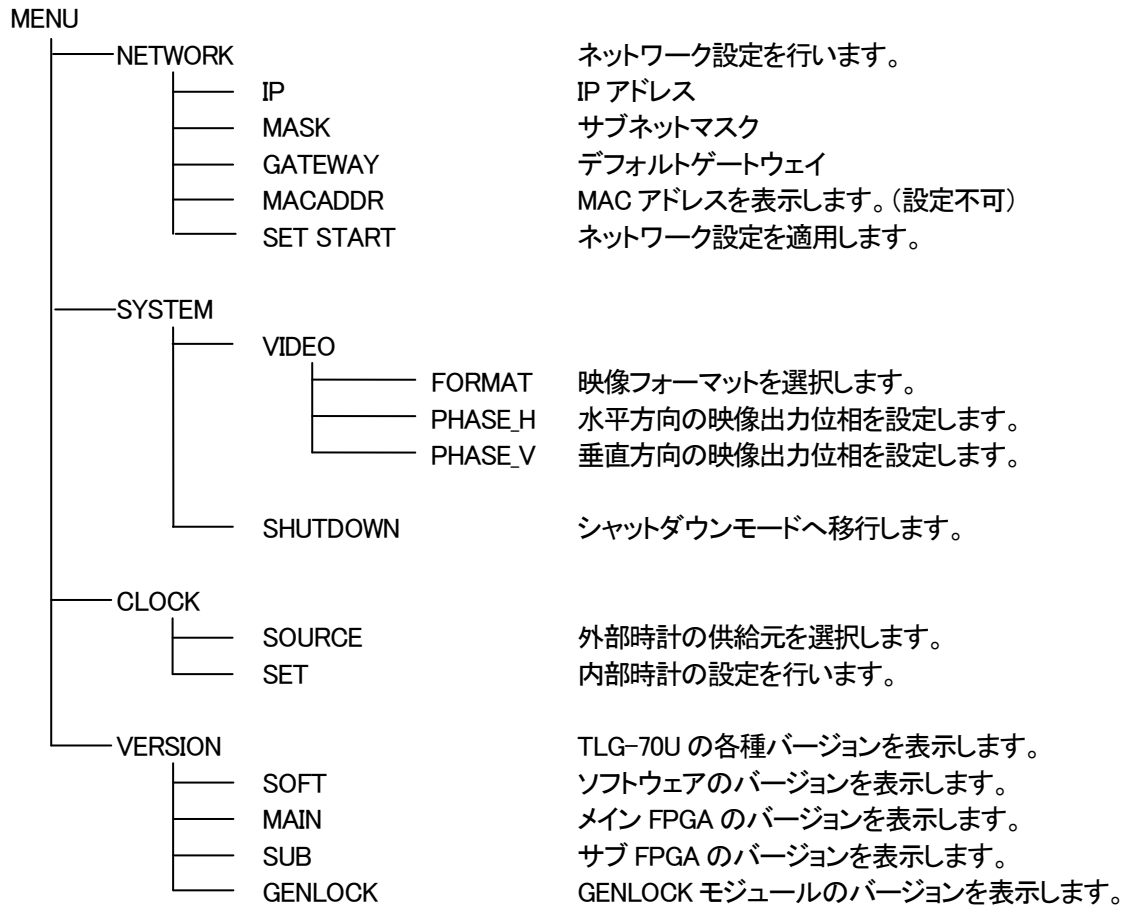 MENU
NETWORK ネットワーク設定を行います。
IP IP アドレス
MASK サブネットマスク
GATEWAY デフォルトゲートウェイ
MACADDR MAC アドレスを表示します。（設定不可）
SET START ネットワーク設定を適用します。
SYSTEM
VIDEO
FORMAT 映像フォーマットを選択します。
PHASE_H 水平方向の映像出力位相を設定します。
PHASE_V 垂直方向の映像出力位相を設定します。
SHUTDOWN シャットダウンモードへ移行します。
CLOCK
SOURCE 外部時計の供給元を選択します。
SET 内部時計の設定を行います。
VERSION TLG-70U の各種バージョンを表示します。
SOFT ソフトウェアのバージョンを表示します。
MAIN メイン FPGA のバージョンを表示します。
SUB サブ FPGA のバージョンを表示します。
GENLOCK GENLOCK モジュールのバージョンを表示します。